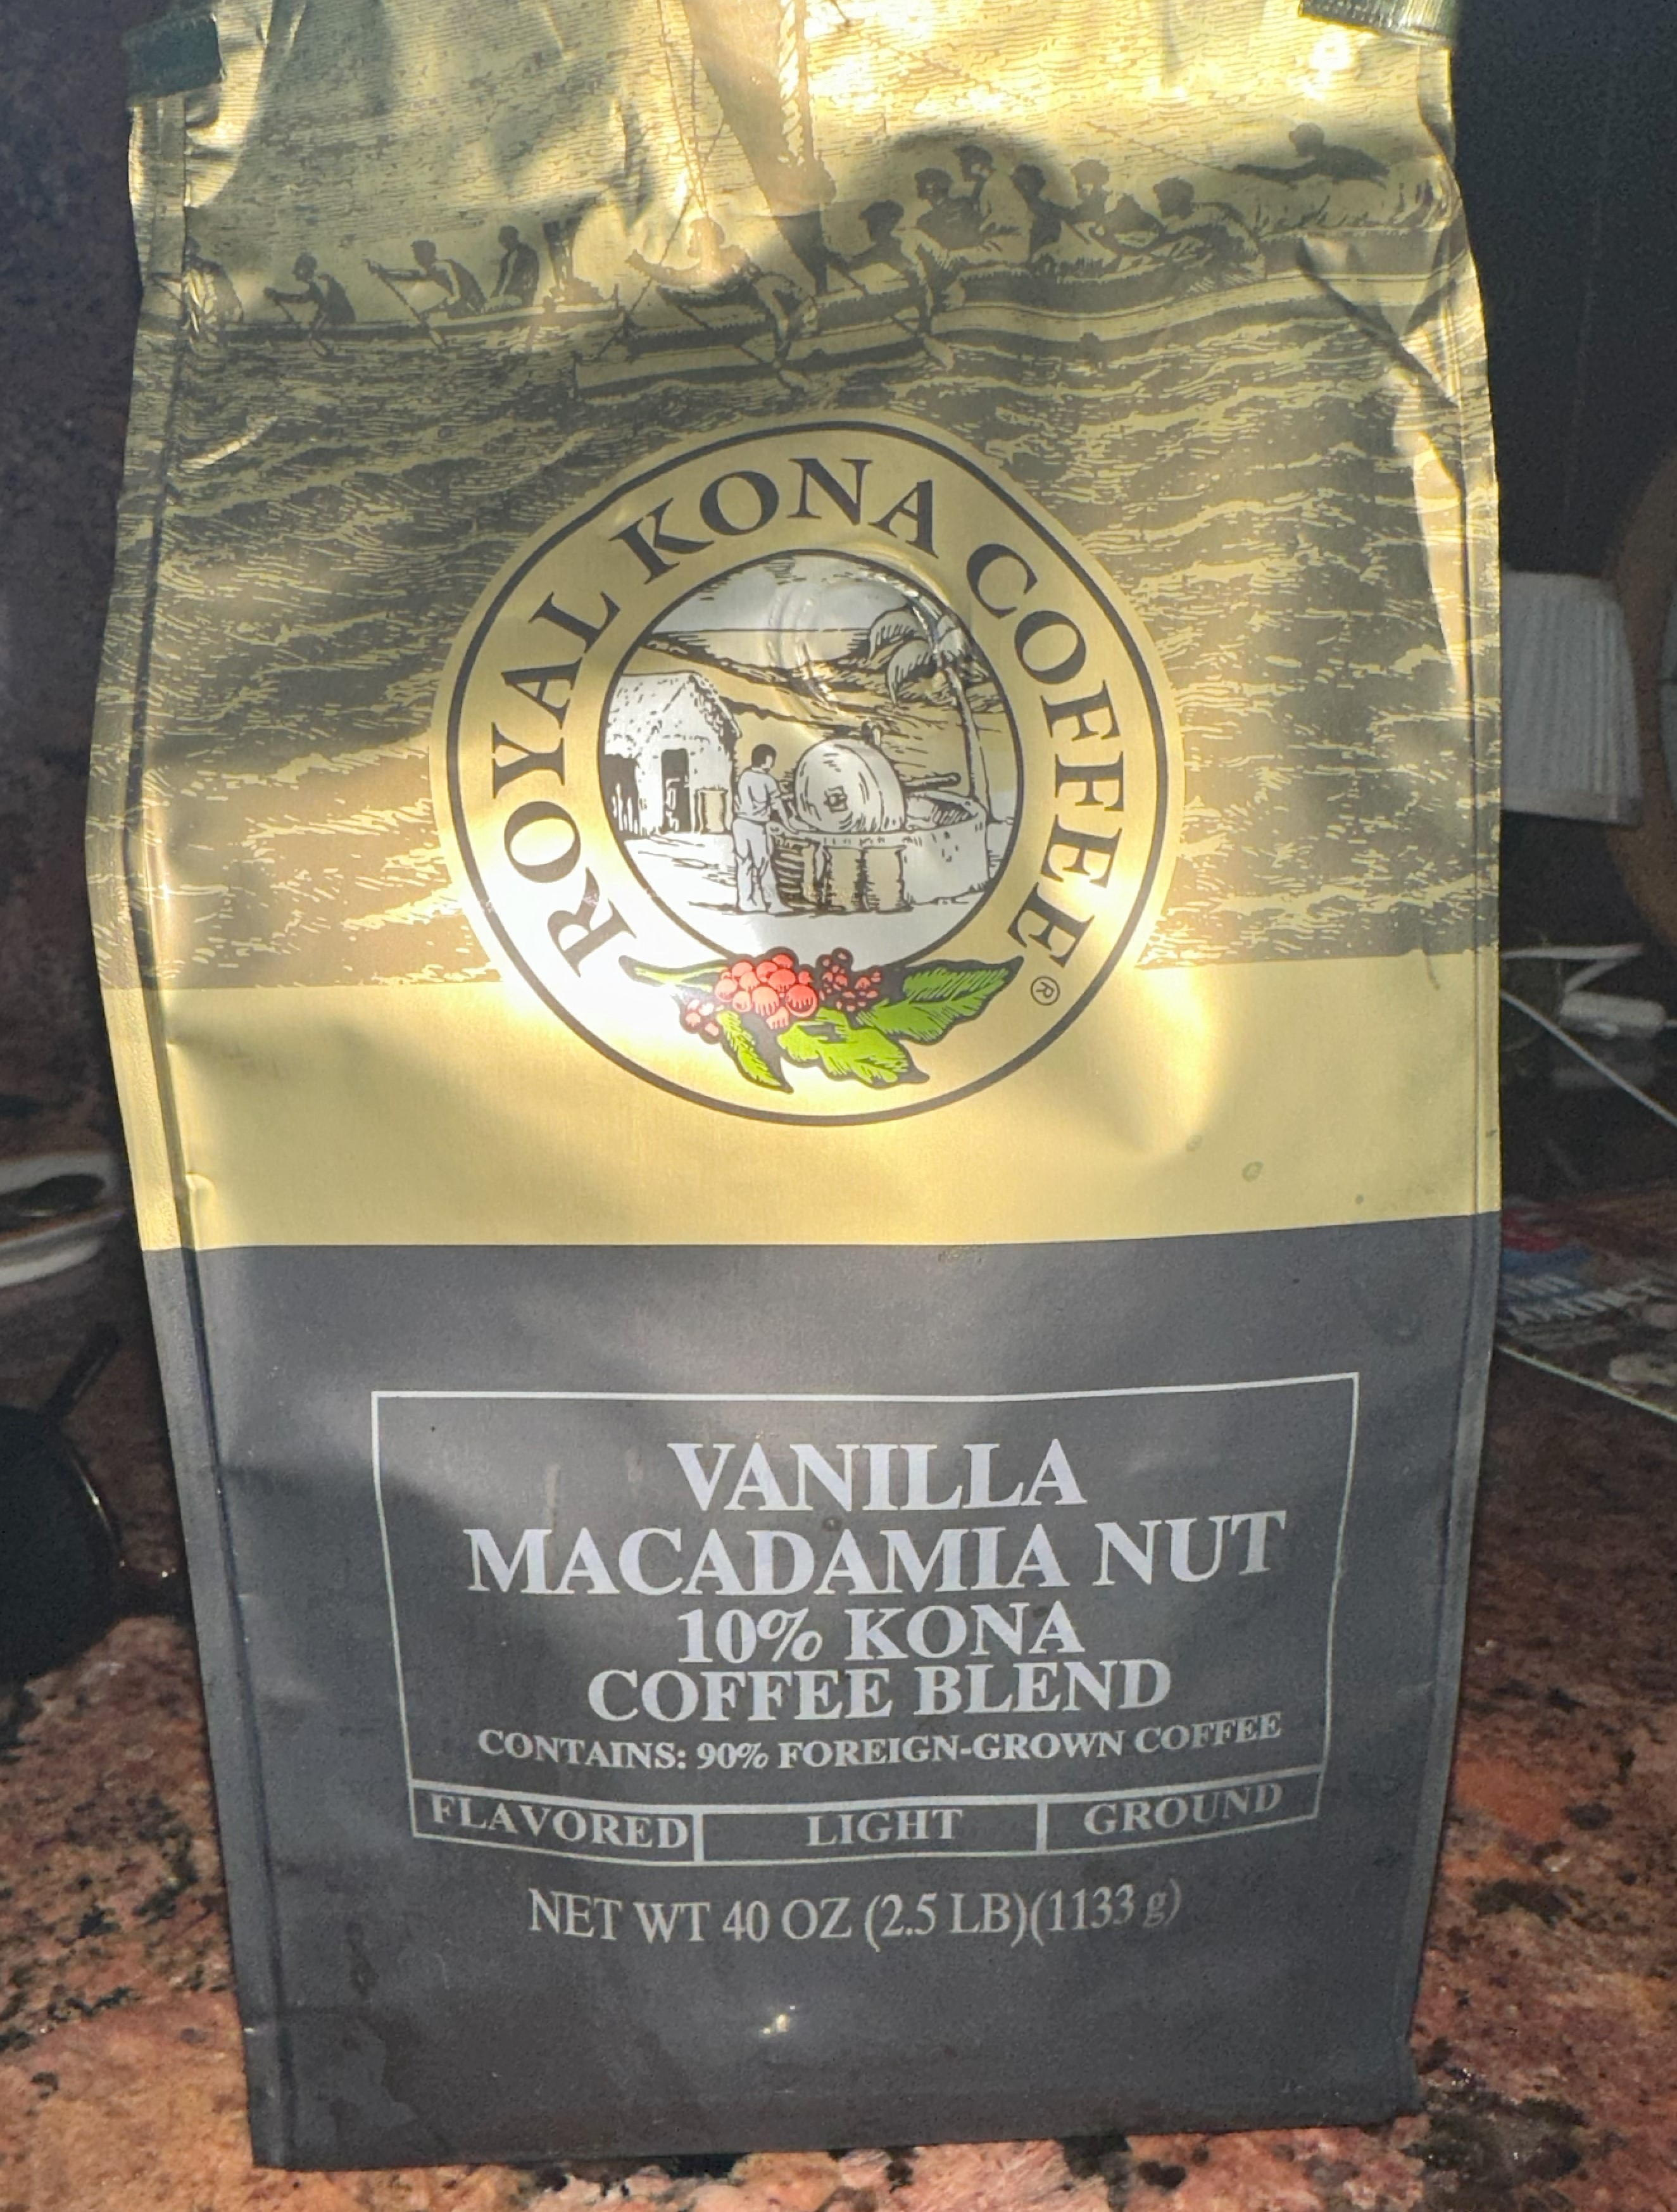 ROYAL KONA COFFEE ®
VANILLA
MACADAMIA NUT
10% KONA
COFFEE BLEND
CONTAINS: 90% FOREIGN-GROWN COFFEE
FLAVORED LIGHT GROUND
NET WT 40 OZ (2.5 LB)(1133 g)